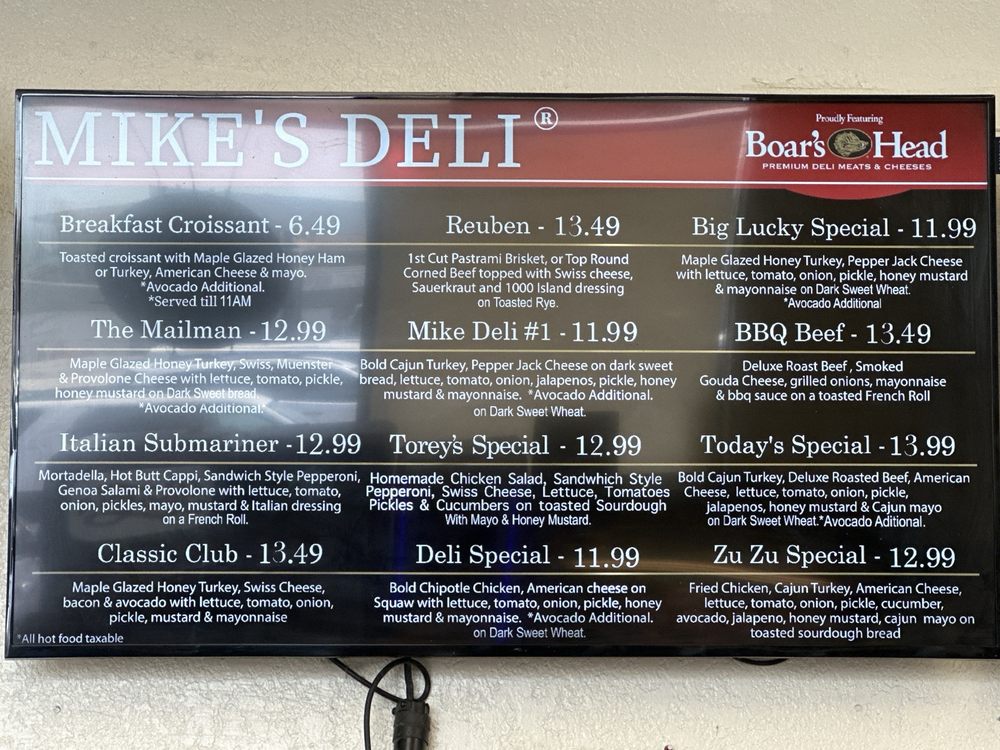 MIKE'S DELI®
Proudly Featuring
Boar's Head
PREMIUM DELI MEATS & CHEESES
Breakfast Croissant - 6.49
Toasted croissant with Maple Glazed Honey Ham
or Turkey, American Cheese & mayo.
*Avocado Additional.
*Served till 11AM
Reuben - 13.49
1st Cut Pastrami Brisket, or Top Round
Corned Beef topped with Swiss cheese,
Sauerkraut and 1000 Island dressing
on Toasted Rye.
Big Lucky Special - 11.99
Maple Glazed Honey Turkey, Pepper Jack Cheese
with lettuce, tomato, onion, pickle, honey mustard
& mayonnaise on Dark Sweet Wheat.
*Avocado Additional
The Mailman - 12.99
Maple Glazed Honey Turkey, Swiss, Muenster
& Provolone Cheese with lettuce, tomato, pickle,
honey mustard on Dark Sweet bread.
*Avocado Additional.*
Mike Deli #1 - 11.99
Bold Cajun Turkey, Pepper Jack Cheese on dark sweet
bread, lettuce, tomato, onion, jalapenos, pickle, honey
mustard & mayonnaise. *Avocado Additional.
on Dark Sweet Wheat.
BBQ Beef - 13.49
Deluxe Roast Beef , Smoked
Gouda Cheese, grilled onions, mayonnaise
& bbq sauce on a toasted French Roll
Italian Submariner - 12.99
Mortadella, Hot Butt Cappi, Sandwich Style Pepperoni,
Genoa Salami & Provolone with lettuce, tomato,
onion, pickles, mayo, mustard & Italian dressing
on a French Roll.
Torey's Special - 12.99
Homemade Chicken Salad, Sandwhich Style
Pepperoni, Swiss Cheese, Lettuce, Tomatoes
Pickles & Cucumbers on toasted Sourdough
With Mayo & Honey Mustard.
Today's Special - 13.99
Bold Cajun Turkey, Deluxe Roasted Beef, American
Cheese, lettuce, tomato, onion, pickle,
jalapenos, honey mustard & Cajun mayo
on Dark Sweet Wheat.*Avocado Aditional.
Classic Club - 13.49
Maple Glazed Honey Turkey, Swiss Cheese,
bacon & avocado with lettuce, tomato, onion,
pickle, mustard & mayonnaise
Deli Special - 11.99
Bold Chipotle Chicken, American cheese on
Squaw with lettuce, tomato, onion, pickle, honey
mustard & mayonnaise. *Avocado Additional.
on Dark Sweet Wheat.
Zu Zu Special - 12.99
Fried Chicken, Cajun Turkey, American Cheese,
lettuce, tomato, onion, pickle, cucumber,
avocado, jalapeno, honey mustard, cajun mayo on
toasted sourdough bread
*All hot food taxable